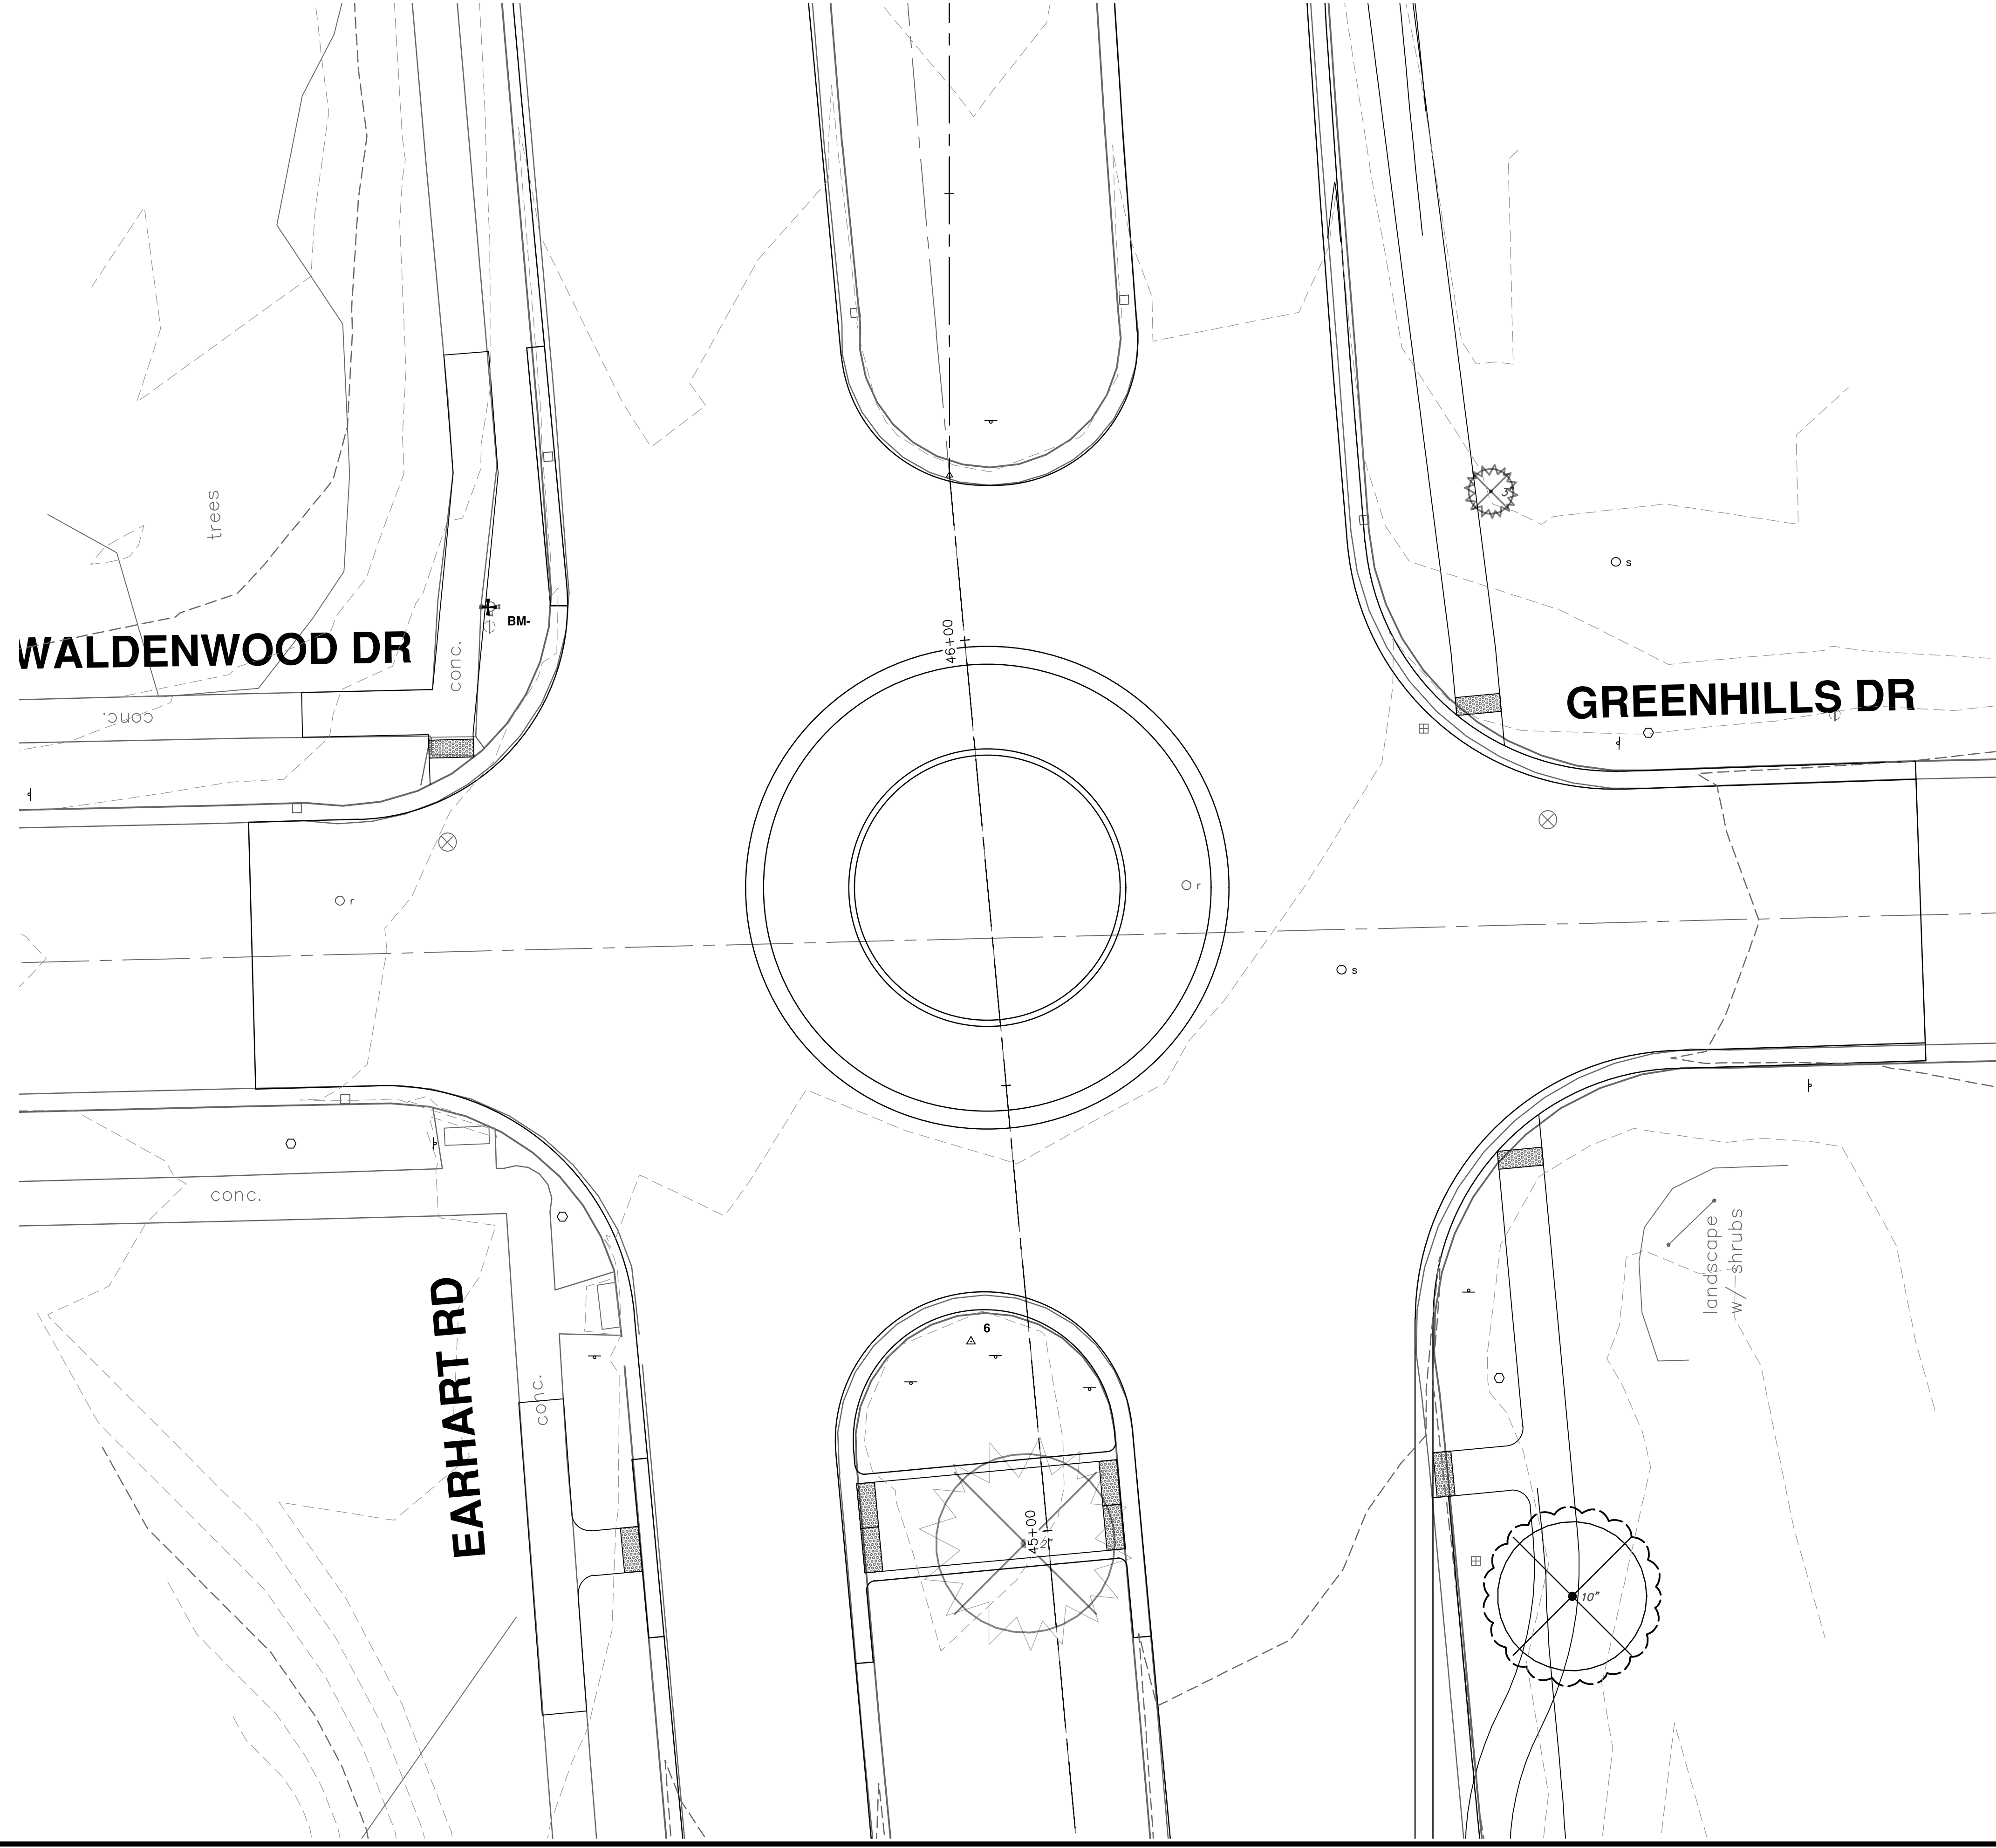 trees
3"
s
46+00
BM-
WALDENWOOD DR
conc.
GREENHILLS DR
conc.
r
r
s
conc.
landscape
w/ shrubs
EARHART RD
6
conc.
45+00
10"